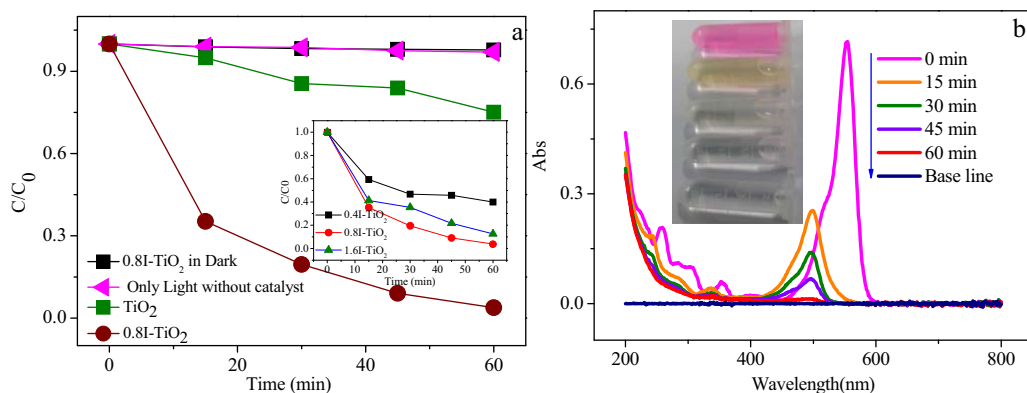 a
C/C0
0.9
0.6
0.3
0.0
0.8I-TiO2 in Dark
Only Light without catalyst
TiO2
0.8I-TiO2
0
20
40
60
Time (min)
C/C0
1.0
0.8
0.6
0.4
0.2
0.0
0.4I-TiO2
0.8I-TiO2
1.6I-TiO2
0 10 20 30 40 50 60
Time (min)
b
Abs
0.6
0.3
0.0
0 min
15 min
30 min
45 min
60 min
Base line
200 400 600 800
Wavelength(nm)